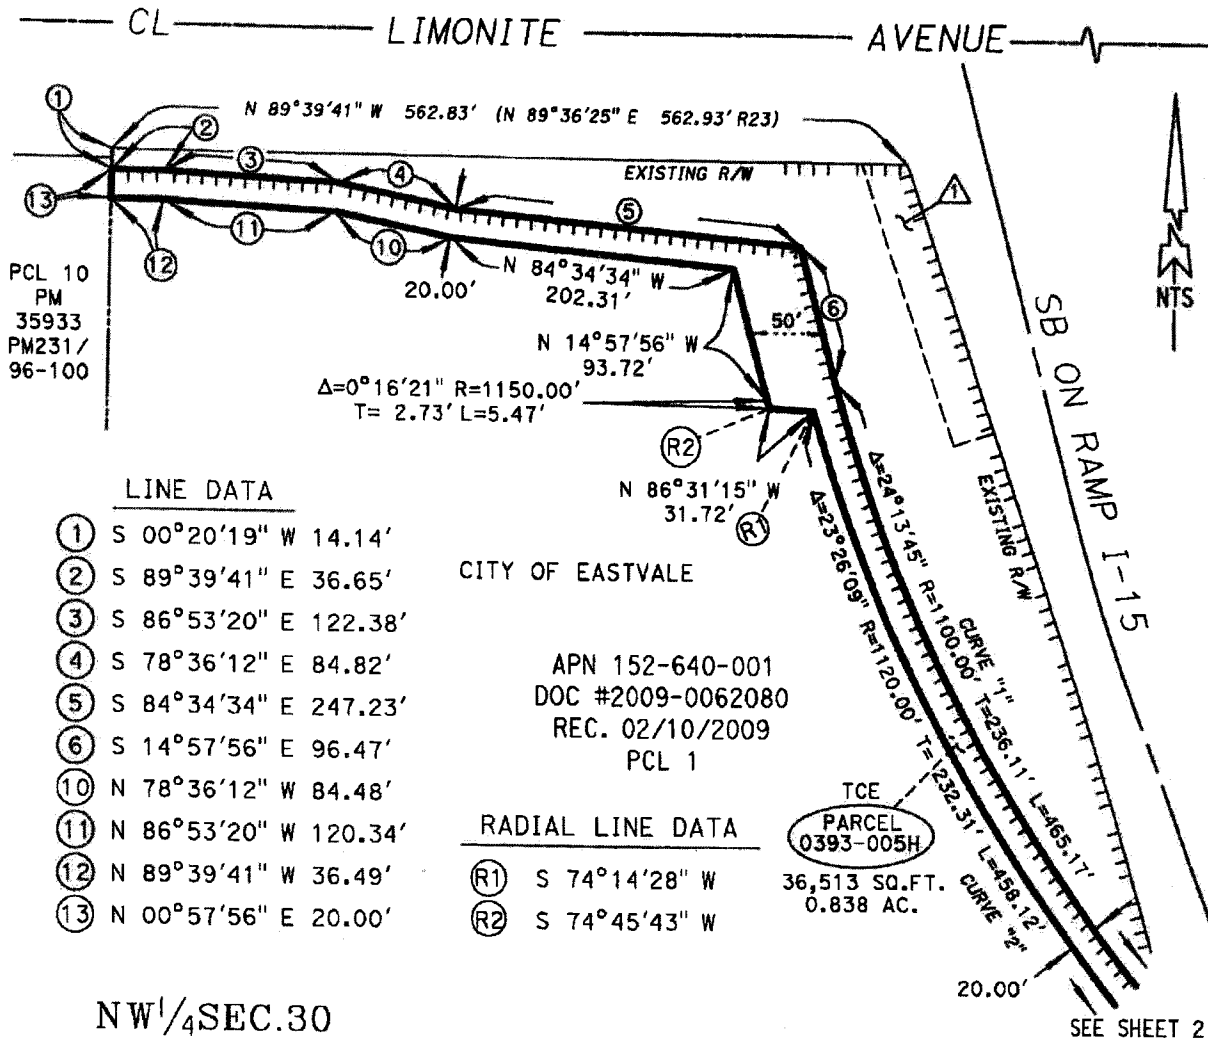 CL LIMONITE AVENUE
N 89°39'41" W 562.83' (N 89°36'25" E 562.93' R23)
1
2
3
4
EXISTING R/W
1
13
11
12
10
5
NTS
PCL 10
PM
35933
PM231/
96-100
20.00'
N 84°34'34" W
202.31'
6
50'
N 14°57'56" W
93.72'
SB ON RAMP I-15
Δ=0°16'21" R=1150.00'
T= 2.73' L=5.47'
R2
N 86°31'15" W
31.72'
R1
EXISTING R/W
Δ=24°13'45" R=1100.00' T=236.11' L=465.17'
CURVE "1"
Δ=23°26'09" R=1120.00' T=232.31' L=458.12'
CURVE "2"
LINE DATA
1 S 00°20'19" W 14.14'
2 S 89°39'41" E 36.65'
3 S 86°53'20" E 122.38'
4 S 78°36'12" E 84.82'
5 S 84°34'34" E 247.23'
6 S 14°57'56" E 96.47'
10 N 78°36'12" W 84.48'
11 N 86°53'20" W 120.34'
12 N 89°39'41" W 36.49'
13 N 00°57'56" E 20.00'
CITY OF EASTVALE
APN 152-640-001
DOC #2009-0062080
REC. 02/10/2009
PCL 1
RADIAL LINE DATA
R1 S 74°14'28" W
R2 S 74°45'43" W
TCE
PARCEL
0393-005H
36,513 SQ.FT.
0.838 AC.
20.00'
NW1/4SEC.30
SEE SHEET 2